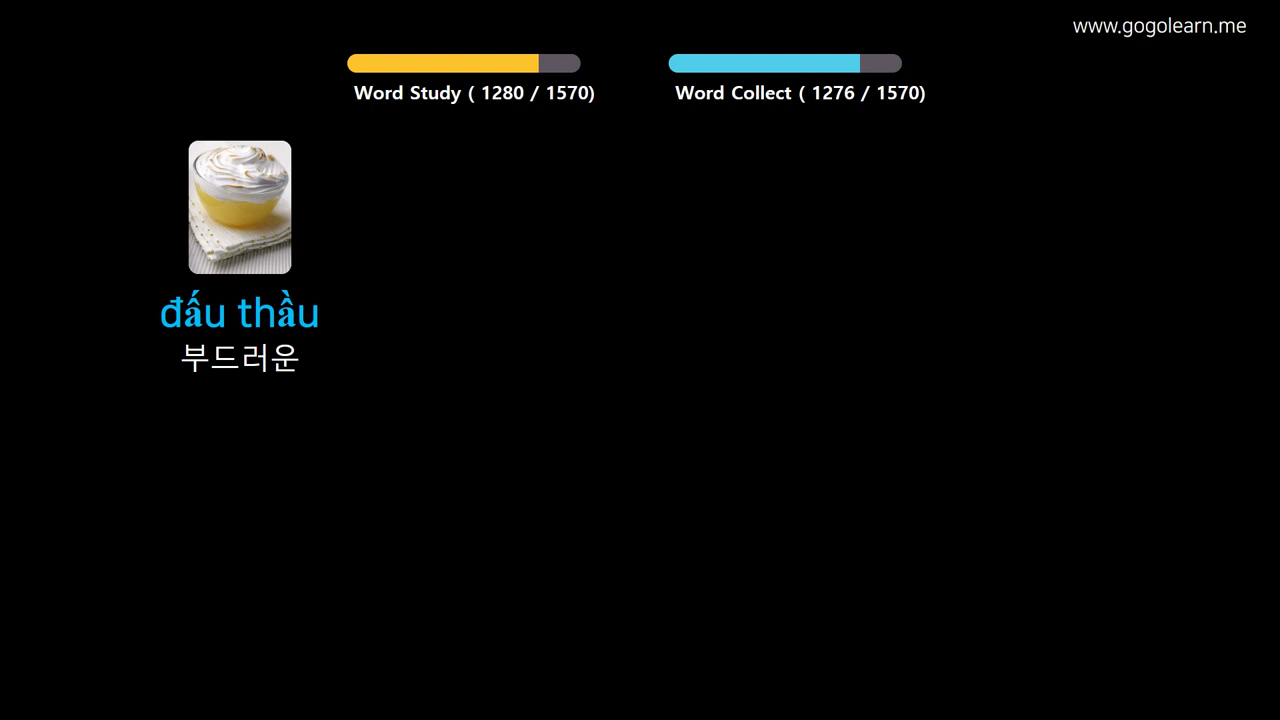 www.gogolearn.me
Word Study ( 1280 / 1570)
Word Collect ( 1276 / 1570)
đấu thầu
부드러운